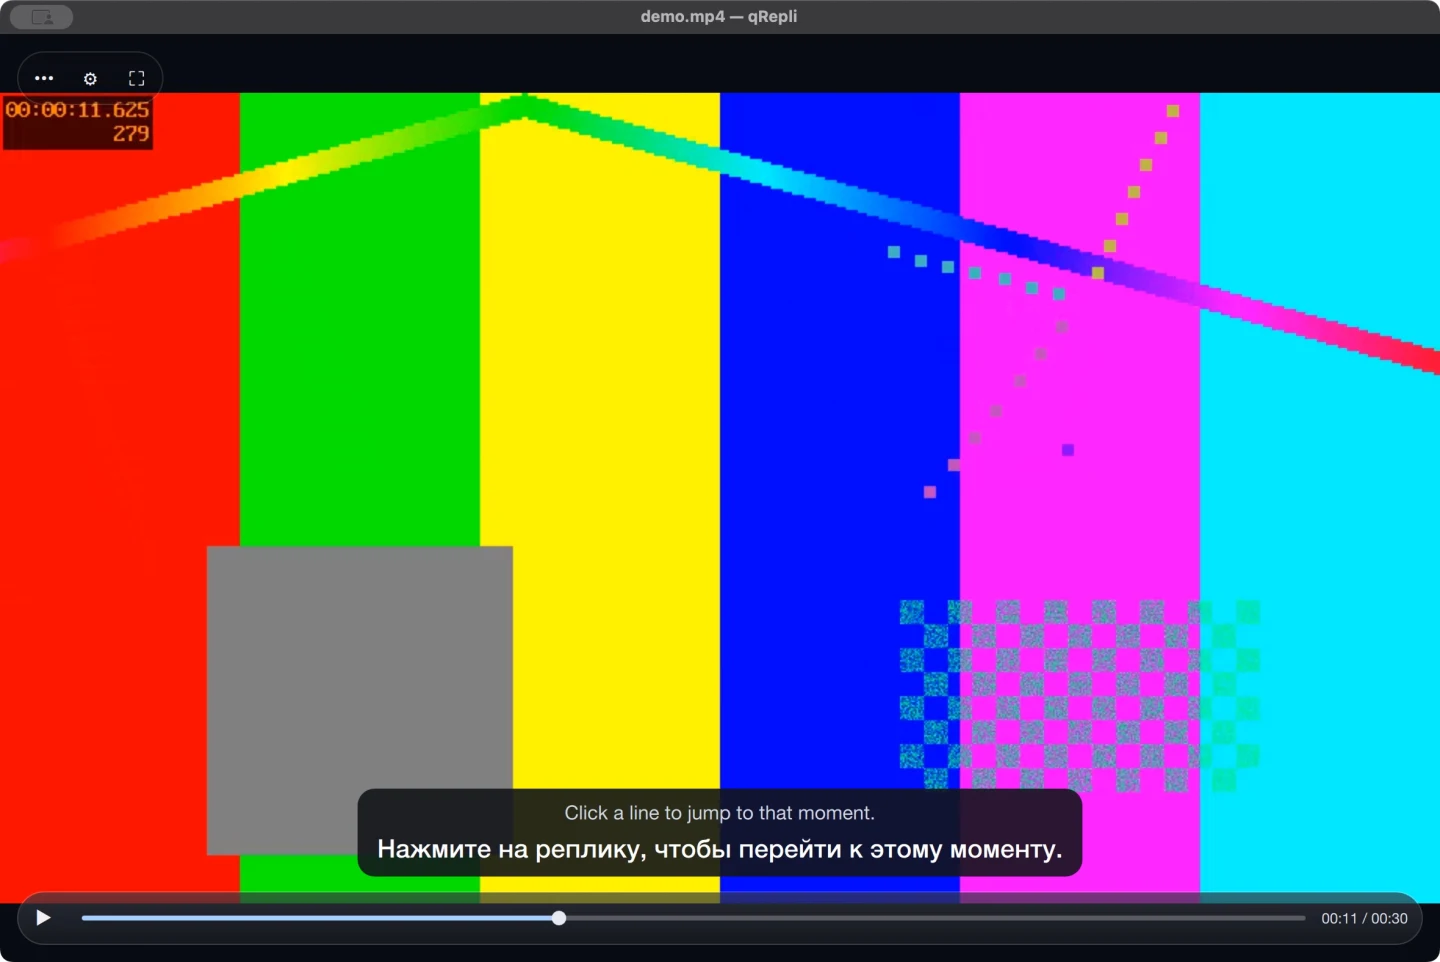 demo.mp4 — qRepli
00:00:11.625
279
Click a line to jump to that moment.
Нажмите на реплику, чтобы перейти к этому моменту.
00:11 / 00:30